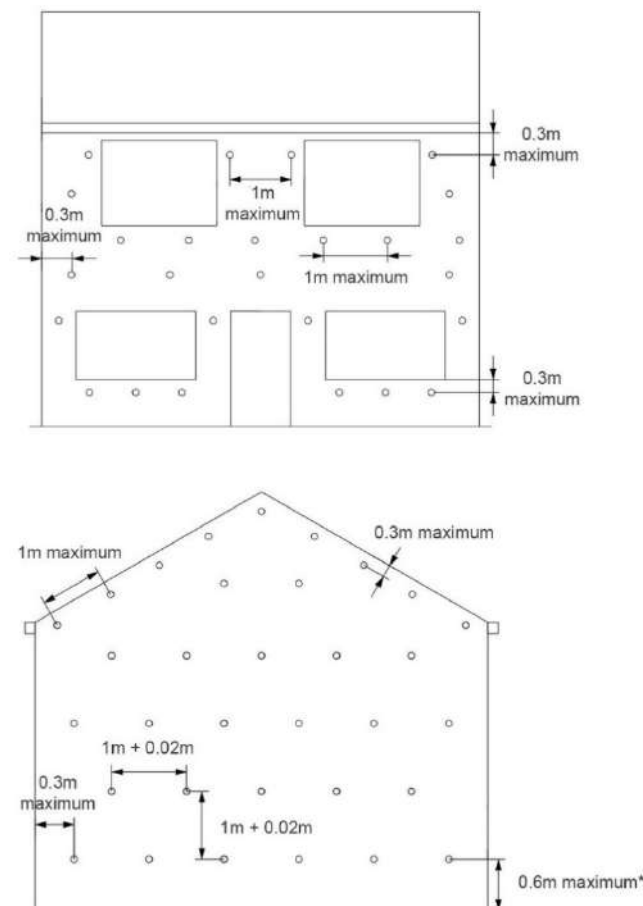 0.3m
maximum
1m
maximum
0.3m
maximum
1m maximum
0.3m
maximum
1m maximum
0.3m maximum
1m + 0.02m
0.3m
maximum
1m + 0.02m
0.6m maximum*